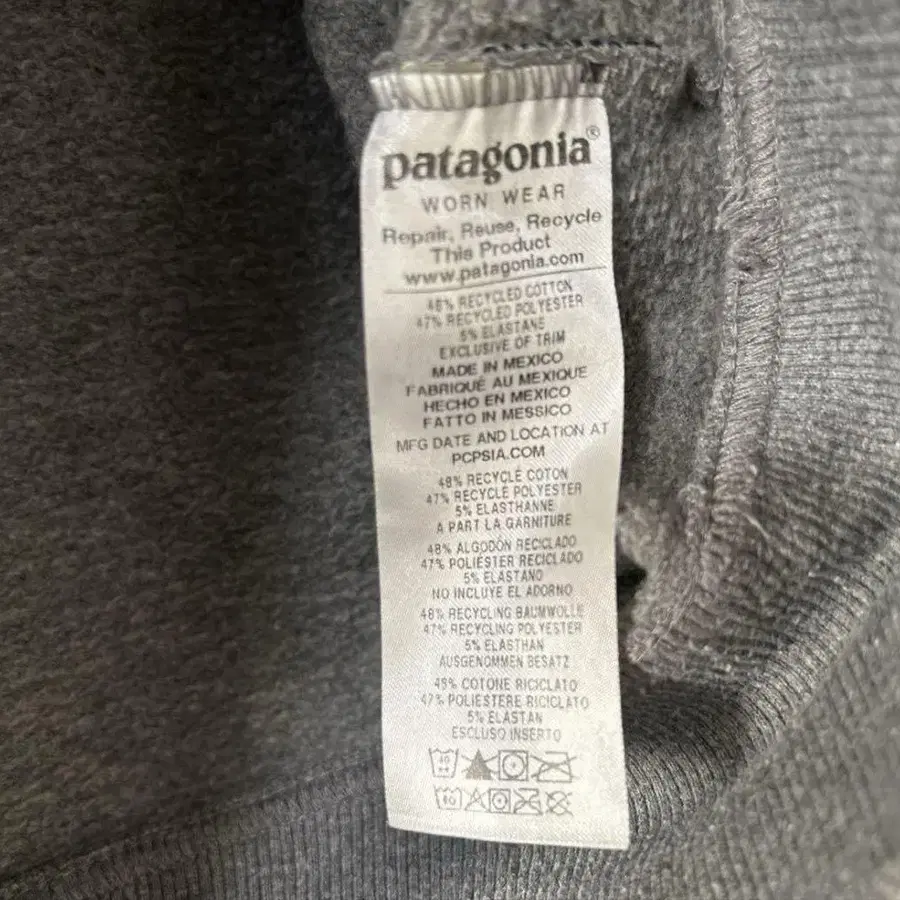 patagonia®
WORN WEAR
Repair, Reuse, Recycle
This Product
www.patagonia.com
48% RECYCLED COTTON
47% RECYCLED POLYESTER
5% ELASTANE
EXCLUSIVE OF TRIM
MADE IN MEXICO
FABRIQUÉ AU MEXIQUE
HECHO EN MEXICO
FATTO IN MESSICO
MFG DATE AND LOCATION AT
PCPSIA.COM
48% RECYCLÉ COTON
47% RECYCLÉ POLYESTER
5% ELASTHANNE
A PART LA GARNITURE
48% ALGODÓN RECICLADO
47% POLIÉSTER RECICLADO
5% ELASTANO
NO INCLUYE EL ADORNO
48% RECYCLING BAUMWOLLE
47% RECYCLING POLYESTER
5% ELASTHAN
AUSGENOMMEN BESATZ
48% COTONE RICICLATO
47% POLIESTERE RICICLATO
5% ELASTAN
ESCLUSO INSERTO
40
40